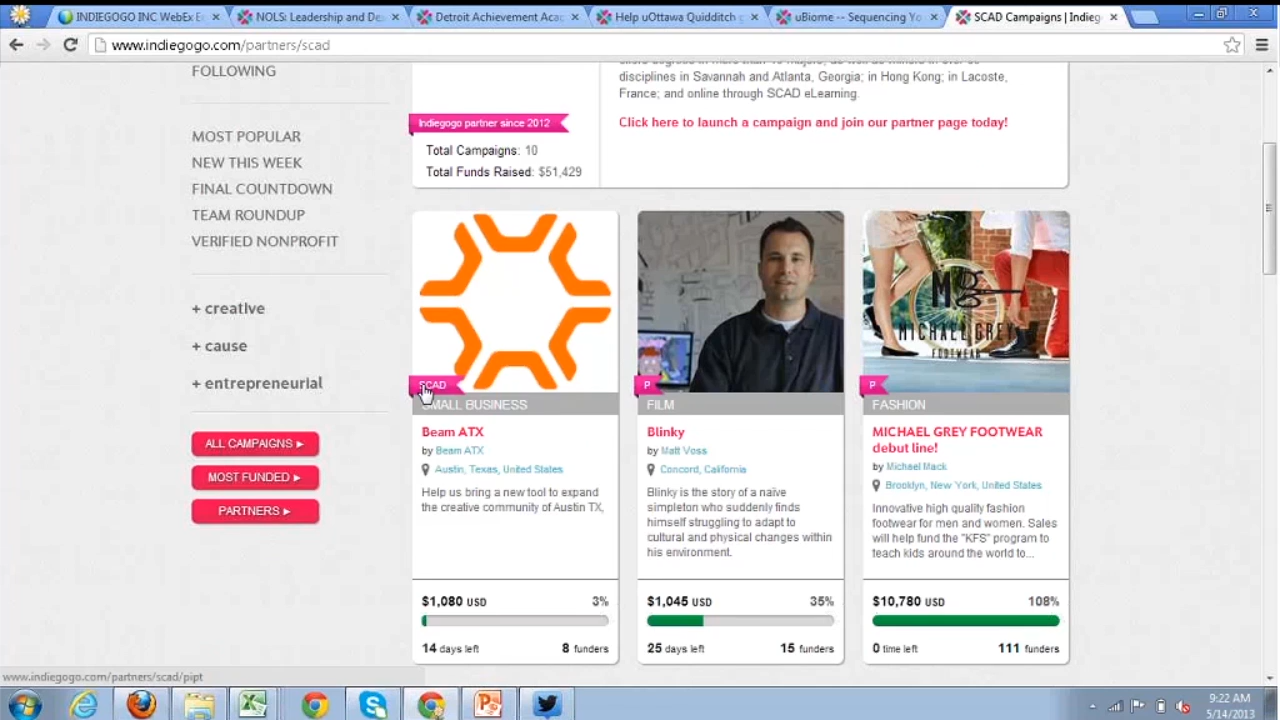 INDIEGOGO INC WebEx E
NOLS: Leadership and De
Detroit Achievement Aca
Help uOttawa Quidditch g
uBiome -- Sequencing Yo
SCAD Campaigns | Indieg
www.indiegogo.com/partners/scad
FOLLOWING
MOST POPULAR
NEW THIS WEEK
FINAL COUNTDOWN
TEAM ROUNDUP
VERIFIED NONPROFIT
+ creative
+ cause
+ entrepreneurial
ALL CAMPAIGNS ▶
MOST FUNDED ▶
PARTNERS ▶
disciplines in Savannah and Atlanta, Georgia; in Hong Kong; in Lacoste,
France; and online through SCAD eLearning.
Click here to launch a campaign and join our partner page today!
Indiegogo partner since 2012
Total Campaigns: 10
Total Funds Raised: $51,429
SCAD
SMALL BUSINESS
Beam ATX
by Beam ATX
Austin, Texas, United States
Help us bring a new tool to expand
the creative community of Austin TX,
$1,080 USD 3%
14 days left 8 funders
P
FILM
Blinky
by Matt Voss
Concord, California
Blinky is the story of a naïve
simpleton who suddenly finds
himself struggling to adapt to
cultural and physical changes within
his environment.
$1,045 USD 35%
25 days left 15 funders
Mg
MICHAEL GREY
FOOTWEAR
P
FASHION
MICHAEL GREY FOOTWEAR
debut line!
by Michael Mack
Brooklyn, New York, United States
Innovative high quality fashion
footwear for men and women. Sales
will help fund the "KFS" program to
teach kids around the world to...
$10,780 USD 108%
0 time left 111 funders
www.indiegogo.com/partners/scad/pipt
9:22 AM
5/14/2013